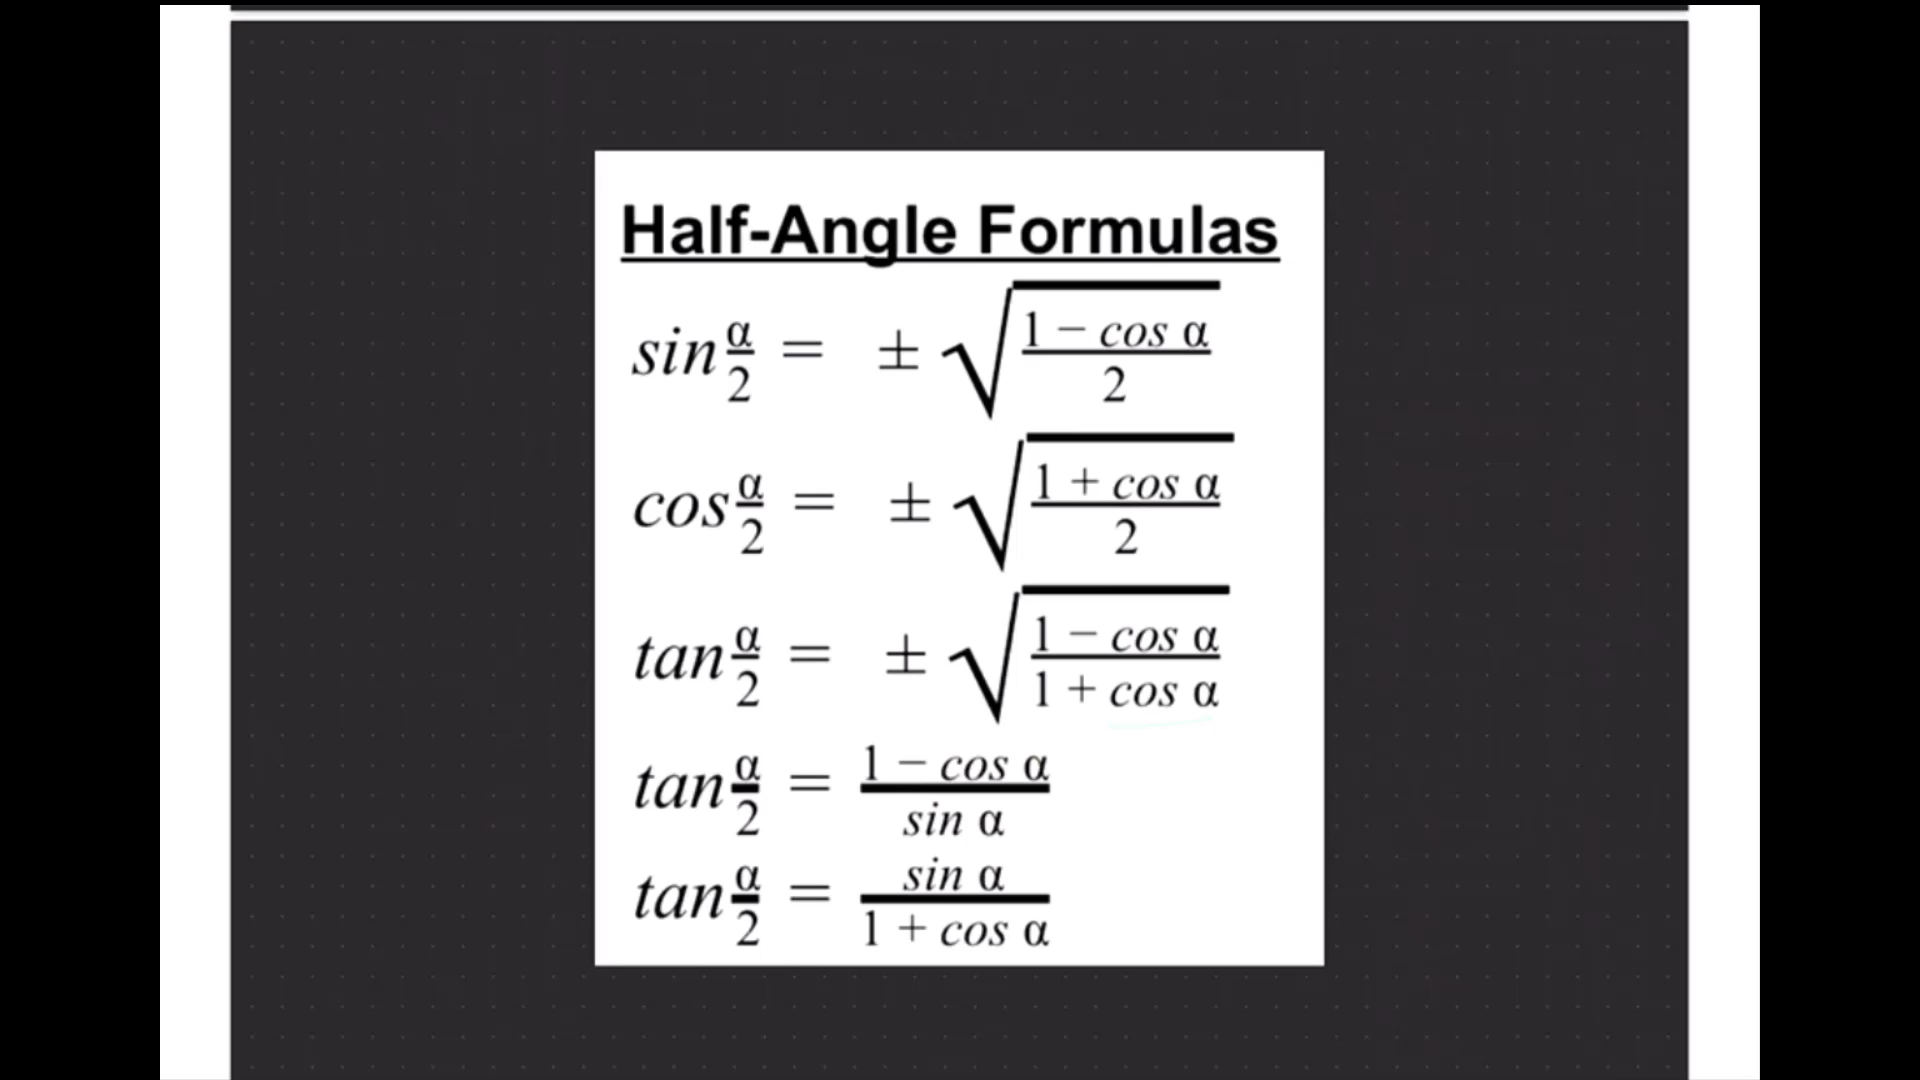 Half-Angle Formulas
sin α/2 = ± √((1 − cos α)/2)
cos α/2 = ± √((1 + cos α)/2)
tan α/2 = ± √((1 − cos α)/(1 + cos α))
tan α/2 = (1 − cos α)/(sin α)
tan α/2 = (sin α)/(1 + cos α)